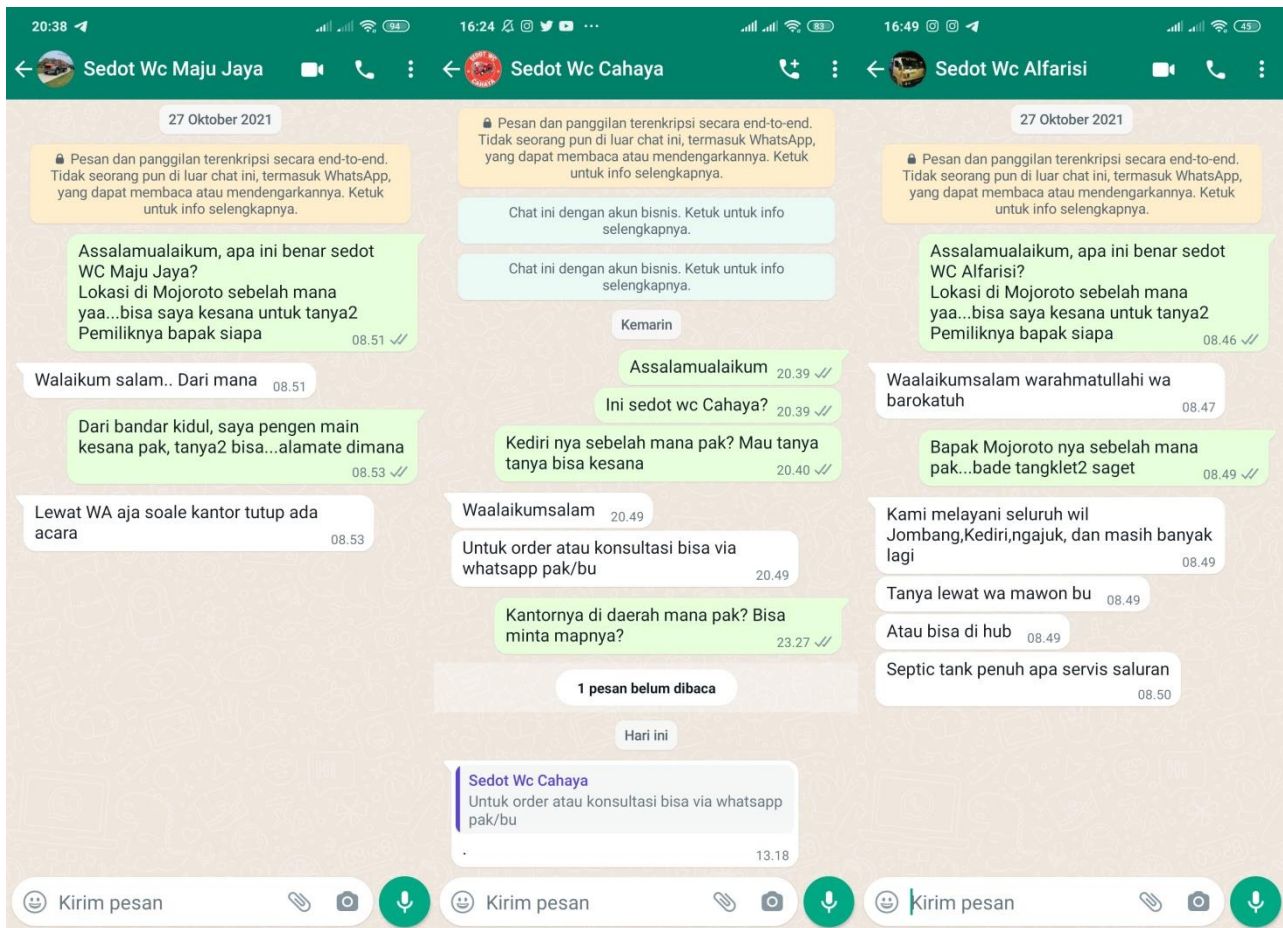 20:38
94
Sedot Wc Maju Jaya
27 Oktober 2021
Pesan dan panggilan terenkripsi secara end-to-end.
Tidak seorang pun di luar chat ini, termasuk WhatsApp,
yang dapat membaca atau mendengarkannya. Ketuk
untuk info selengkapnya.
Assalamualaikum, apa ini benar sedot
WC Maju Jaya?
Lokasi di Mojoroto sebelah mana
yaa...bisa saya kesana untuk tanya2
Pemiliknya bapak siapa
08.51
Walaikum salam.. Dari mana
08.51
Dari bandar kidul, saya pengen main
kesana pak, tanya2 bisa...alamate dimana
08.53
Lewat WA aja soale kantor tutup ada
acara
08.53
Kirim pesan
16:24
83
SEDOT WC
CAHAYA
Sedot Wc Cahaya
Pesan dan panggilan terenkripsi secara end-to-end.
Tidak seorang pun di luar chat ini, termasuk WhatsApp,
yang dapat membaca atau mendengarkannya. Ketuk
untuk info selengkapnya.
Chat ini dengan akun bisnis. Ketuk untuk info
selengkapnya.
Chat ini dengan akun bisnis. Ketuk untuk info
selengkapnya.
Kemarin
Assalamualaikum
20.39
Ini sedot wc Cahaya?
20.39
Kediri nya sebelah mana pak? Mau tanya
tanya bisa kesana
20.40
Waalaikumsalam
20.49
Untuk order atau konsultasi bisa via
whatsapp pak/bu
20.49
Kantornya di daerah mana pak? Bisa
minta mapnya?
23.27
1 pesan belum dibaca
Hari ini
Sedot Wc Cahaya
Untuk order atau konsultasi bisa via whatsapp
pak/bu
.
13.18
Kirim pesan
16:49
45
Sedot Wc Alfarisi
27 Oktober 2021
Pesan dan panggilan terenkripsi secara end-to-end.
Tidak seorang pun di luar chat ini, termasuk WhatsApp,
yang dapat membaca atau mendengarkannya. Ketuk
untuk info selengkapnya.
Assalamualaikum, apa ini benar sedot
WC Alfarisi?
Lokasi di Mojoroto sebelah mana
yaa...bisa saya kesana untuk tanya2
Pemiliknya bapak siapa
08.46
Waalaikumsalam warahmatullahi wa
barokatuh
08.47
Bapak Mojoroto nya sebelah mana
pak...bade tangklet2 saget
08.49
Kami melayani seluruh wil
Jombang,Kediri,ngajuk, dan masih banyak
lagi
08.49
Tanya lewat wa mawon bu
08.49
Atau bisa di hub
08.49
Septic tank penuh apa servis saluran
08.50
Kirim pesan